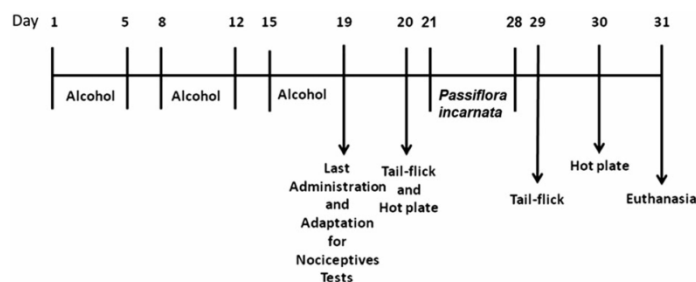 Day 1 5 8 12 15 19 20 21 28 29 30 31
Alcohol Alcohol Alcohol Passiflora
incarnata
Last
Administration
and
Adaptation
for
Nociceptives
Tests
Tail-flick
and
Hot plate
Tail-flick
Hot plate
Euthanasia